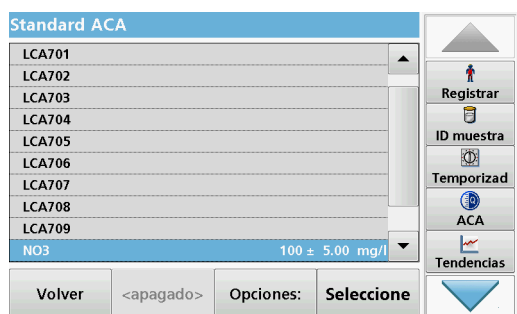 Standard ACA
LCA701
LCA702
LCA703
LCA704
LCA705
LCA706
LCA707
LCA708
LCA709
NO3 100 ± 5.00 mg/l
Volver
<apagado>
Opciones:
Seleccione
Registrar
ID muestra
Temporizad
ACA
Tendencias